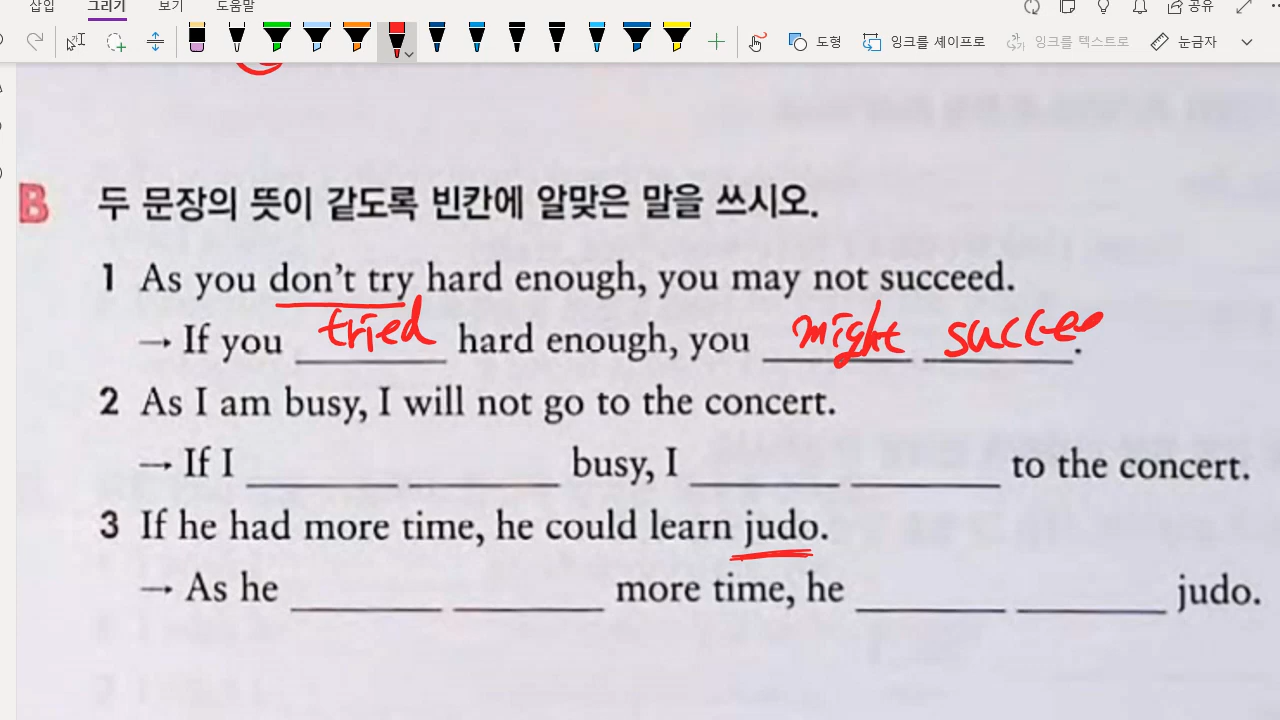 삽입 그리기 보기 도움말 공유
도형 잉크를 셰이프로 잉크를 텍스트로 눈금자
B 두 문장의 뜻이 같도록 빈칸에 알맞은 말을 쓰시오.
1 As you don't try hard enough, you may not succeed.
→ If you tried hard enough, you might succee.
2 As I am busy, I will not go to the concert.
→ If I ________ ________ busy, I ________ ________ to the concert.
3 If he had more time, he could learn judo.
→ As he ________ ________ more time, he ________ ________ judo.